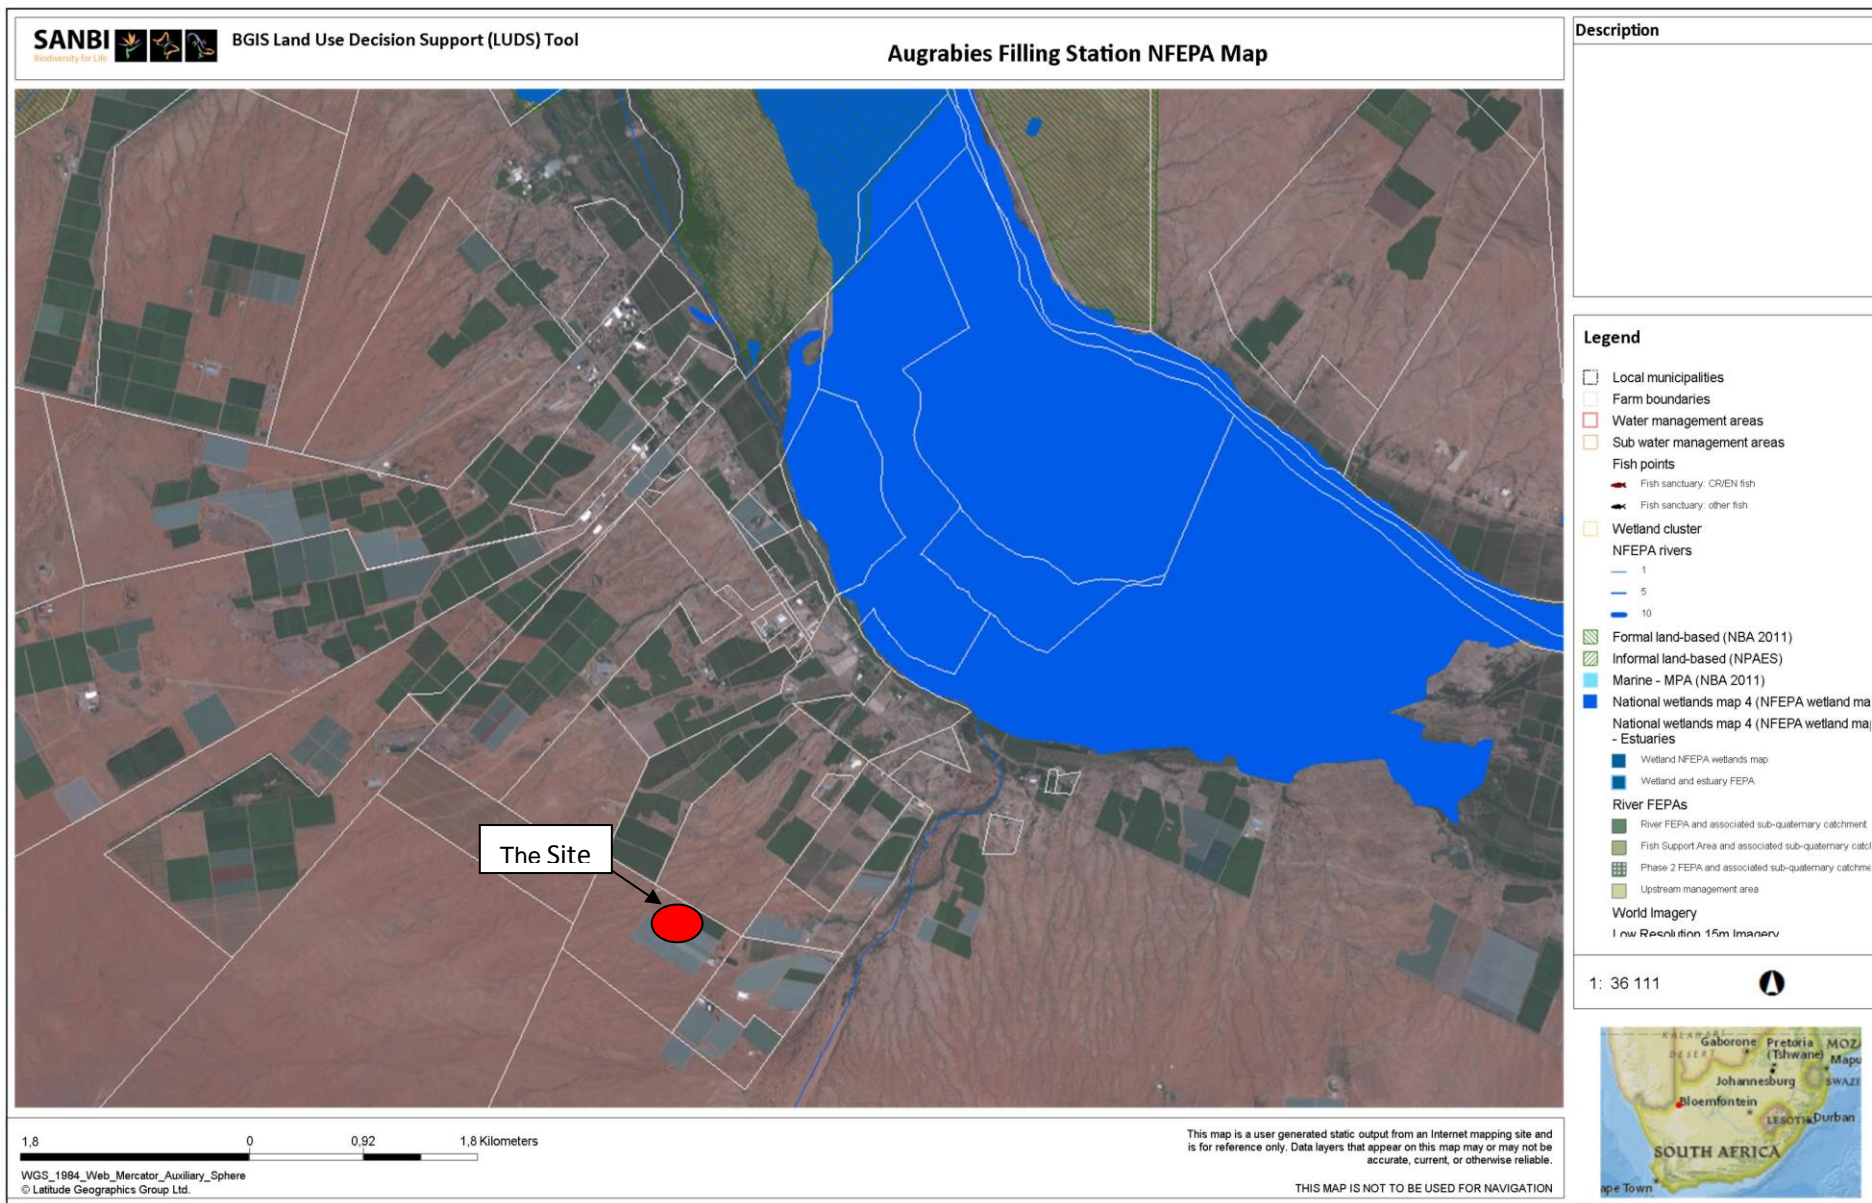 SANBI
Biodiversity for Life
BGIS Land Use Decision Support (LUDS) Tool
Augrabies Filling Station NFEPA Map
The Site
Description
Legend
Local municipalities
Farm boundaries
Water management areas
Sub water management areas
Fish points
Fish sanctuary: CR/EN fish
Fish sanctuary: other fish
Wetland cluster
NFEPA rivers
1
5
10
Formal land-based (NBA 2011)
Informal land-based (NPAES)
Marine - MPA (NBA 2011)
National wetlands map 4 (NFEPA wetland ma
National wetlands map 4 (NFEPA wetland map
- Estuaries
Wetland NFEPA wetlands map
Wetland and estuary FEPA
River FEPAs
River FEPA and associated sub-quaternary catchment
Fish Support Area and associated sub-quaternary catcl
Phase 2 FEPA and associated sub-quaternary catchme
Upstream management area
World Imagery
Low Resolution 15m Imagery
1: 36 111
KALAHARI
DESERT
Gaborone
Pretoria
(Tshwane)
MOZ
Mapu
Johannesburg
SWAZI
Bloemfontein
LESOTHO
Durban
SOUTH AFRICA
ape Town
1,8 0 0,92 1,8 Kilometers
WGS_1984_Web_Mercator_Auxiliary_Sphere
© Latitude Geographics Group Ltd.
This map is a user generated static output from an Internet mapping site and
is for reference only. Data layers that appear on this map may or may not be
accurate, current, or otherwise reliable.
THIS MAP IS NOT TO BE USED FOR NAVIGATION